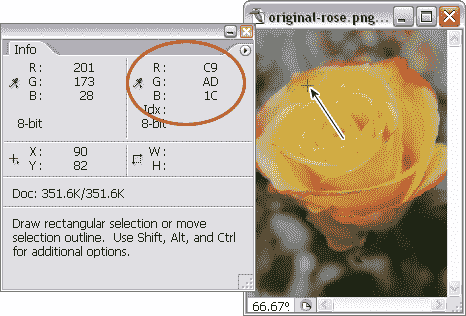 Info
R: 201
G: 173
B: 28
8-bit
R: C9
G: AD
B: 1C
Idx:
8-bit
X: 90
Y: 82
W:
H:
Doc: 351.6K/351.6K
Draw rectangular selection or move
selection outline.  Use Shift, Alt, and Ctrl
for additional options.
original-rose.png...
66.67%